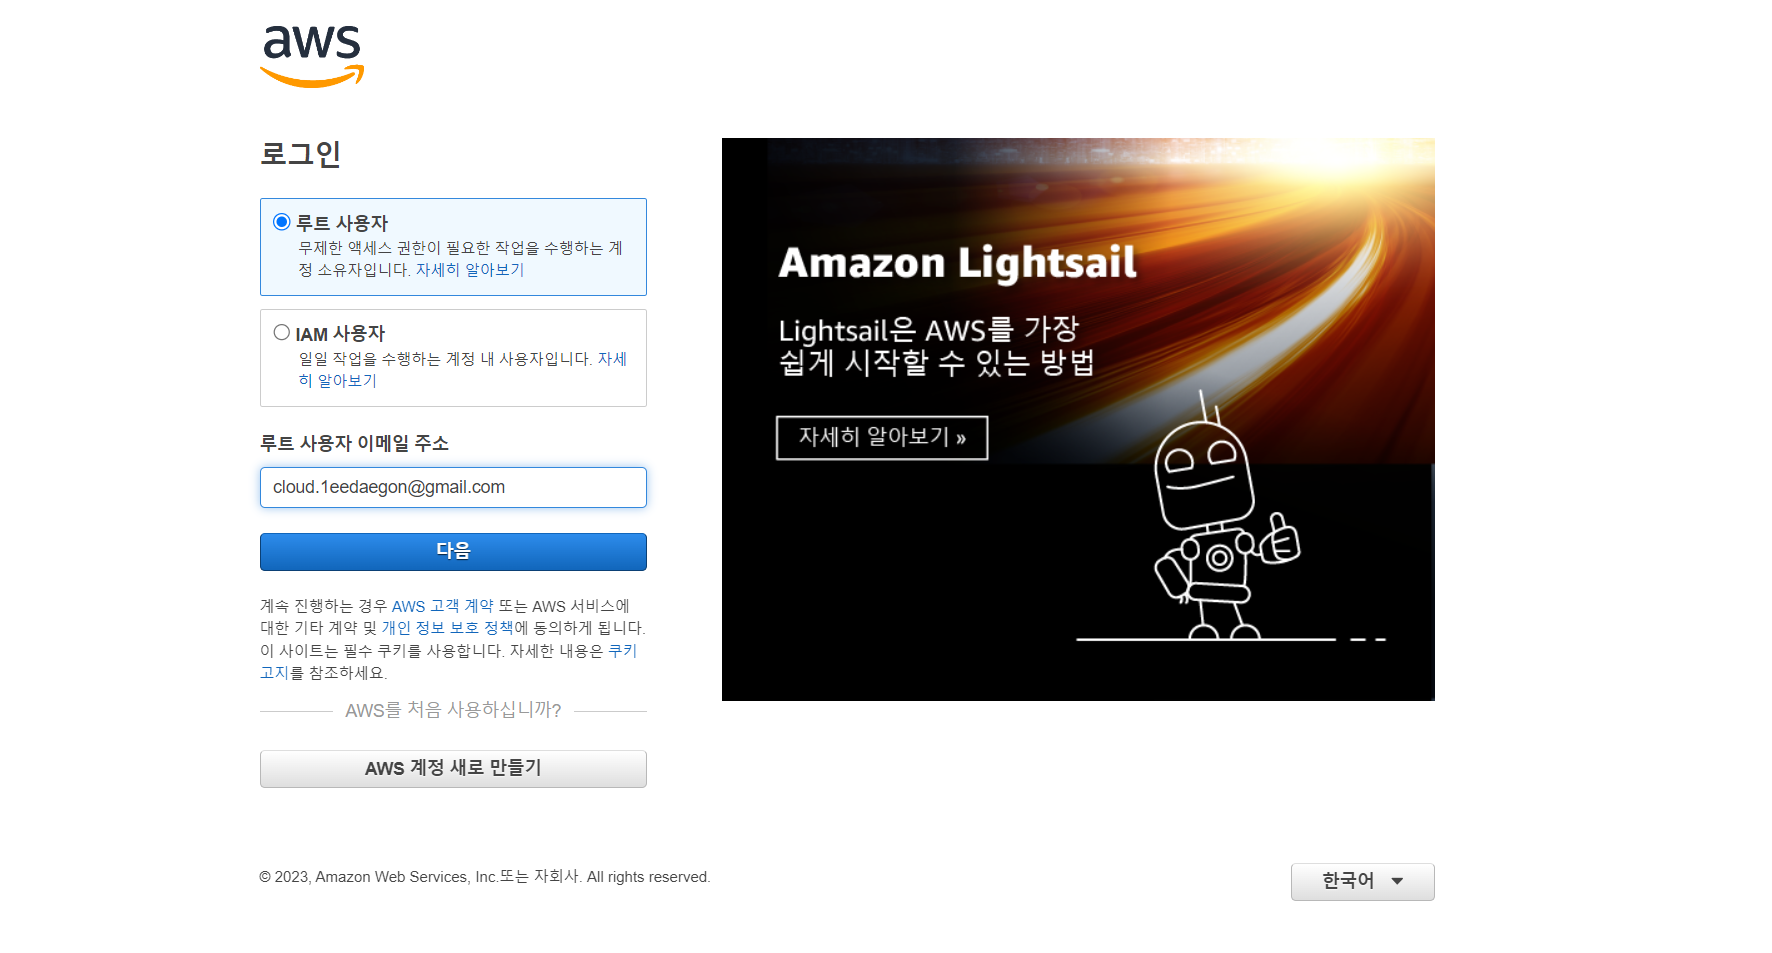 aws
로그인
루트 사용자
무제한 액세스 권한이 필요한 작업을 수행하는 계
정 소유자입니다. 자세히 알아보기
IAM 사용자
일일 작업을 수행하는 계정 내 사용자입니다. 자세
히 알아보기
루트 사용자 이메일 주소
cloud.1eedaegon@gmail.com
다음
계속 진행하는 경우 AWS 고객 계약 또는 AWS 서비스에
대한 기타 계약 및 개인 정보 보호 정책에 동의하게 됩니다.
이 사이트는 필수 쿠키를 사용합니다. 자세한 내용은 쿠키
고지를 참조하세요.
AWS를 처음 사용하십니까?
AWS 계정 새로 만들기
Amazon Lightsail
Lightsail은 AWS를 가장
쉽게 시작할 수 있는 방법
자세히 알아보기 »
© 2023, Amazon Web Services, Inc.또는 자회사. All rights reserved.
한국어